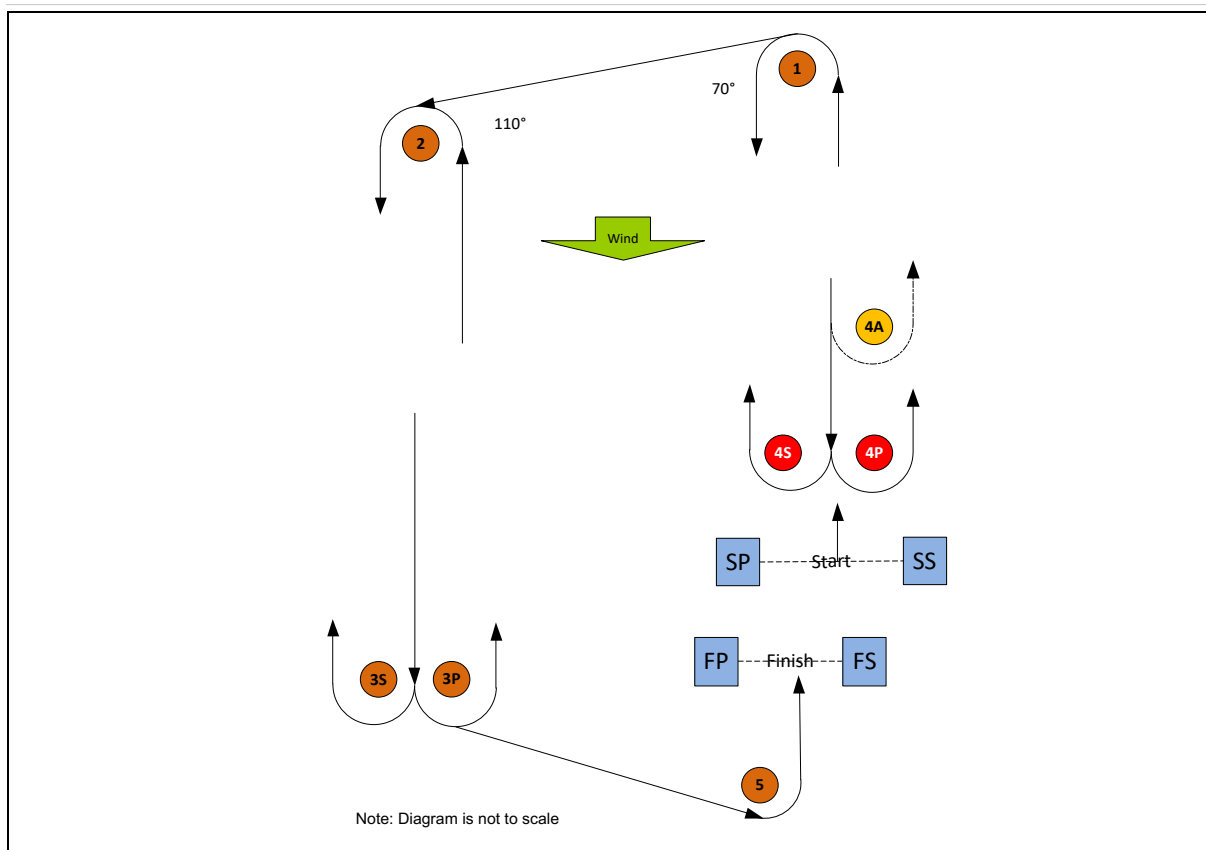 1
70°
110°
2
Wind
4A
4S
4P
SP
Start
SS
FP
Finish
FS
3S
3P
5
Note: Diagram is not to scale